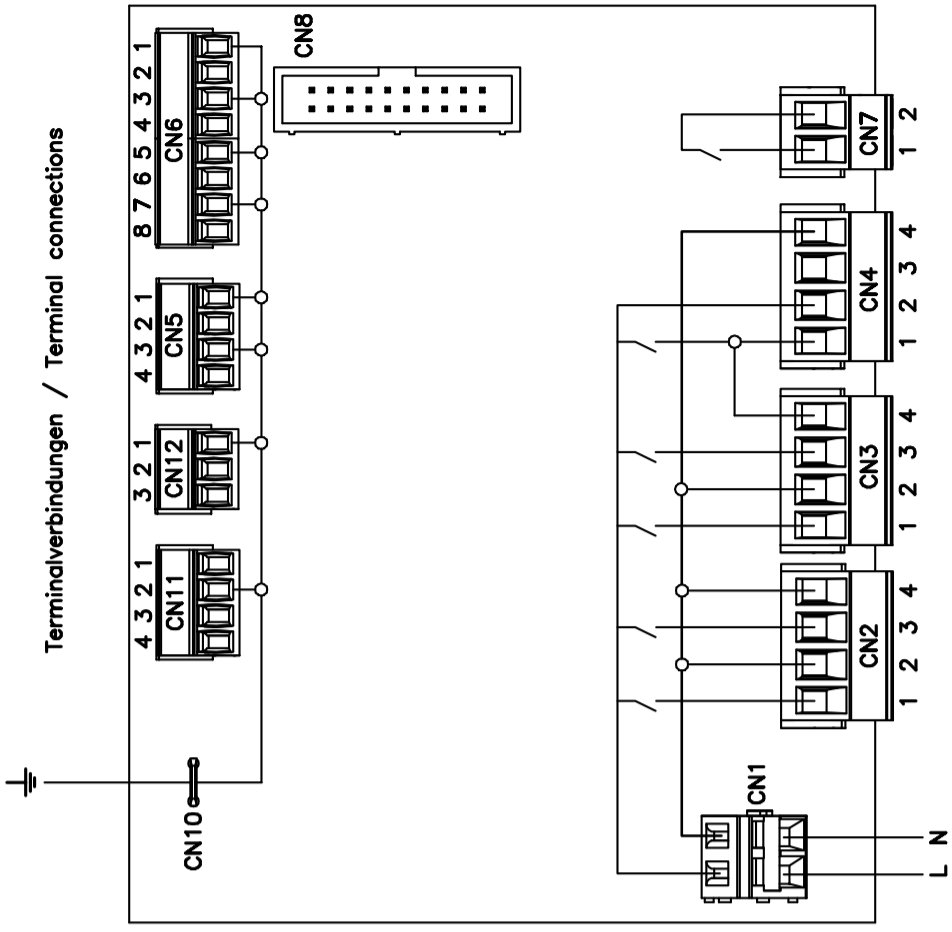 Terminalverbindungen / Terminal connections
4 3 2 1 3 2 1 4 3 2 1 8 7 6 5 4 3 2 1
CN11 CN12 CN5 CN6
CN10
CN8
CN1
CN2 CN3 CN4 CN7
1 2 3 4 1 2 3 4 1 2 3 4 1 2
L N